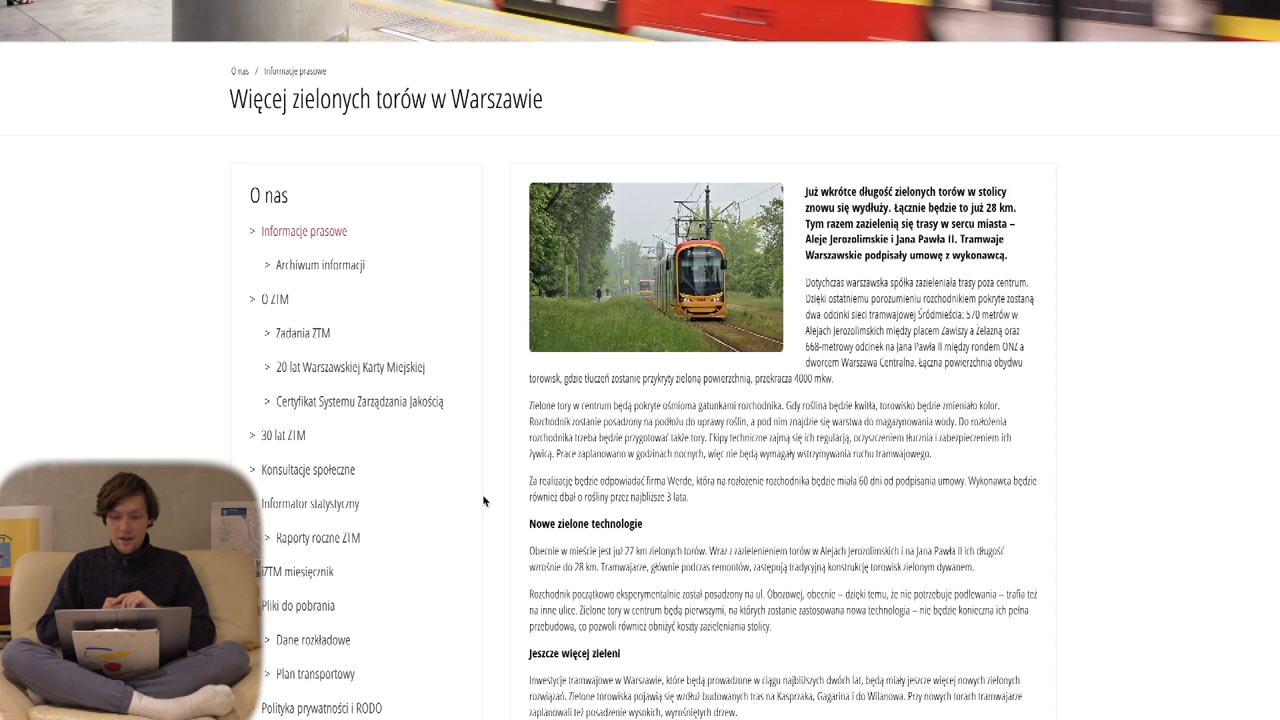 O nas / Informacje prasowe
Więcej zielonych torów w Warszawie
O nas
> Informacje prasowe
> Archiwum informacji
> O ZTM
> Zadania ZTM
> 20 lat Warszawskiej Karty Miejskiej
> Certyfikat Systemu Zarządzania Jakością
> 30 lat ZTM
> Konsultacje społeczne
Informator statystyczny
> Raporty roczne ZTM
iZTM miesięcznik
Pliki do pobrania
> Dane rozkładowe
> Plan transportowy
Polityka prywatności i RODO
Już wkrótce długość zielonych torów w stolicy
znowu się wydłuży. Łącznie będzie to już 28 km.
Tym razem zazielenią się trasy w sercu miasta –
Aleje Jerozolimskie i Jana Pawła II. Tramwaje
Warszawskie podpisały umowę z wykonawcą.
Dotychczas warszawska spółka zazieleniała trasy poza centrum.
Dzięki ostatniemu porozumieniu rozchodnikiem pokryte zostaną
dwa odcinki sieci tramwajowej Śródmieścia: 570 metrów w
Alejach Jerozolimskich między placem Zawiszy a Żelazną oraz
668-metrowy odcinek na Jana Pawła II między rondem ONZ a
dworcem Warszawa Centralna. Łączna powierzchnia obydwu
torowisk, gdzie tłuczeń zostanie przykryty zieloną powierzchnią, przekracza 4000 mkw.
Zielone tory w centrum będą pokryte ośmioma gatunkami rozchodnika. Gdy roślina będzie kwitła, torowisko będzie zmieniało kolor.
Rozchodnik zostanie posadzony na podłożu do uprawy roślin, a pod nim znajdzie się warstwa do magazynowania wody. Do rozłożenia
rozchodnika trzeba będzie przygotować także tory. Ekipy techniczne zajmą się ich regulacją, oczyszczeniem tłucznia i zabezpieczeniem ich
żywicą. Prace zaplanowano w godzinach nocnych, więc nie będą wymagały wstrzymywania ruchu tramwajowego.
Za realizację będzie odpowiadać firma Werde, która na rozłożenie rozchodnika będzie miała 60 dni od podpisania umowy. Wykonawca będzie
również dbał o rośliny przez najbliższe 3 lata.
Nowe zielone technologie
Obecnie w mieście jest już 27 km zielonych torów. Wraz z zazielenieniem torów w Alejach Jerozolimskich i na Jana Pawła II ich długość
wzrośnie do 28 km. Tramwajarze, głównie podczas remontów, zastępują tradycyjną konstrukcję torowisk zielonym dywanem.
Rozchodnik początkowo eksperymentalnie został posadzony na ul. Obozowej, obecnie – dzięki temu, że nie potrzebuje podlewania – trafia też
na inne ulice. Zielone tory w centrum będą pierwszymi, na których zostanie zastosowana nowa technologia – nie będzie konieczna ich pełna
przebudowa, co pozwoli również obniżyć koszty zazieleniania stolicy.
Jeszcze więcej zieleni
Inwestycje tramwajowe w Warszawie, które będą prowadzone w ciągu najbliższych dwóch lat, będą miały jeszcze więcej nowych zielonych
rozwiązań. Zielone torowiska pojawią się wzdłuż budowanych tras na Kasprzaka, Gagarina i do Wilanowa. Przy nowych torach tramwajarze
zaplanowali też posadzenie wysokich, wyrośniętych drzew.